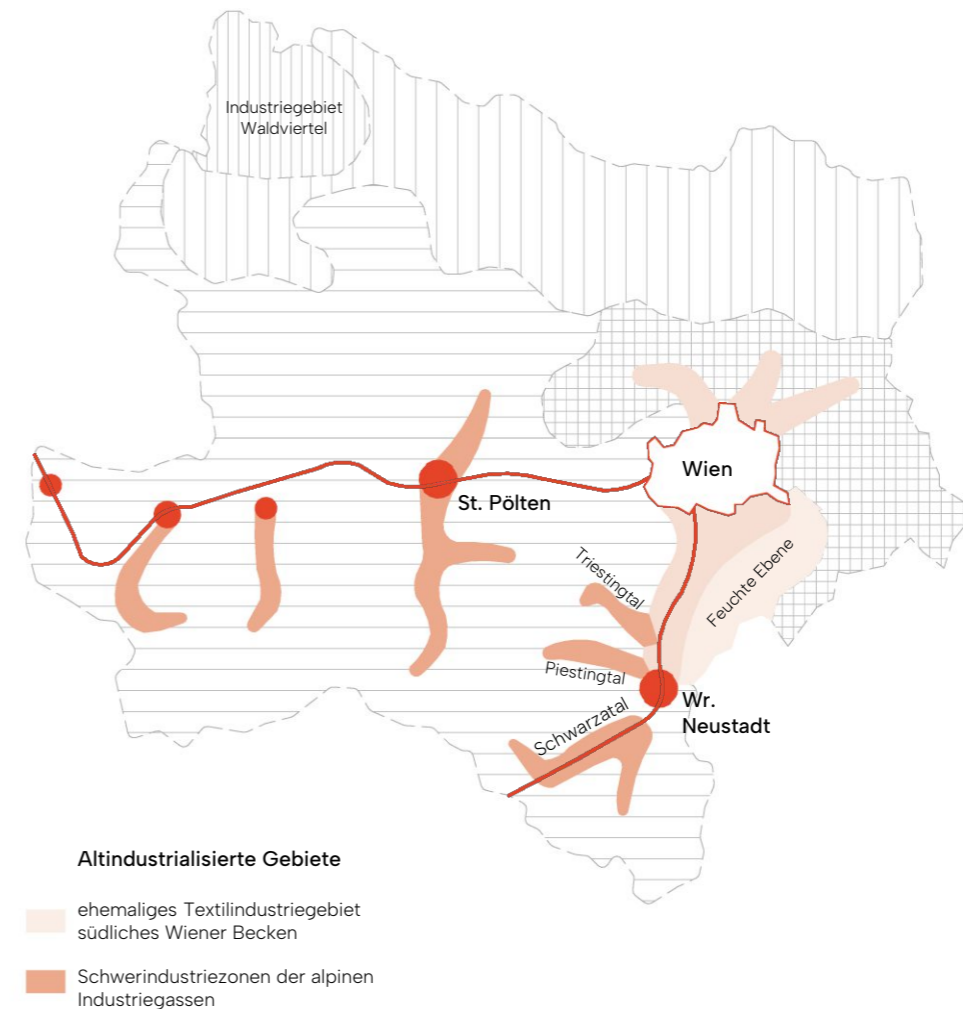 Industriegebiet
Waldviertel
Wien
St. Pölten
Triestingtal
Feuchte Ebene
Piestingtal
Wr.
Neustadt
Schwarzatal
Altindustrialisierte Gebiete
ehemaliges Textilindustriegebiet
südliches Wiener Becken
Schwerindustriezonen der alpinen
Industriegassen